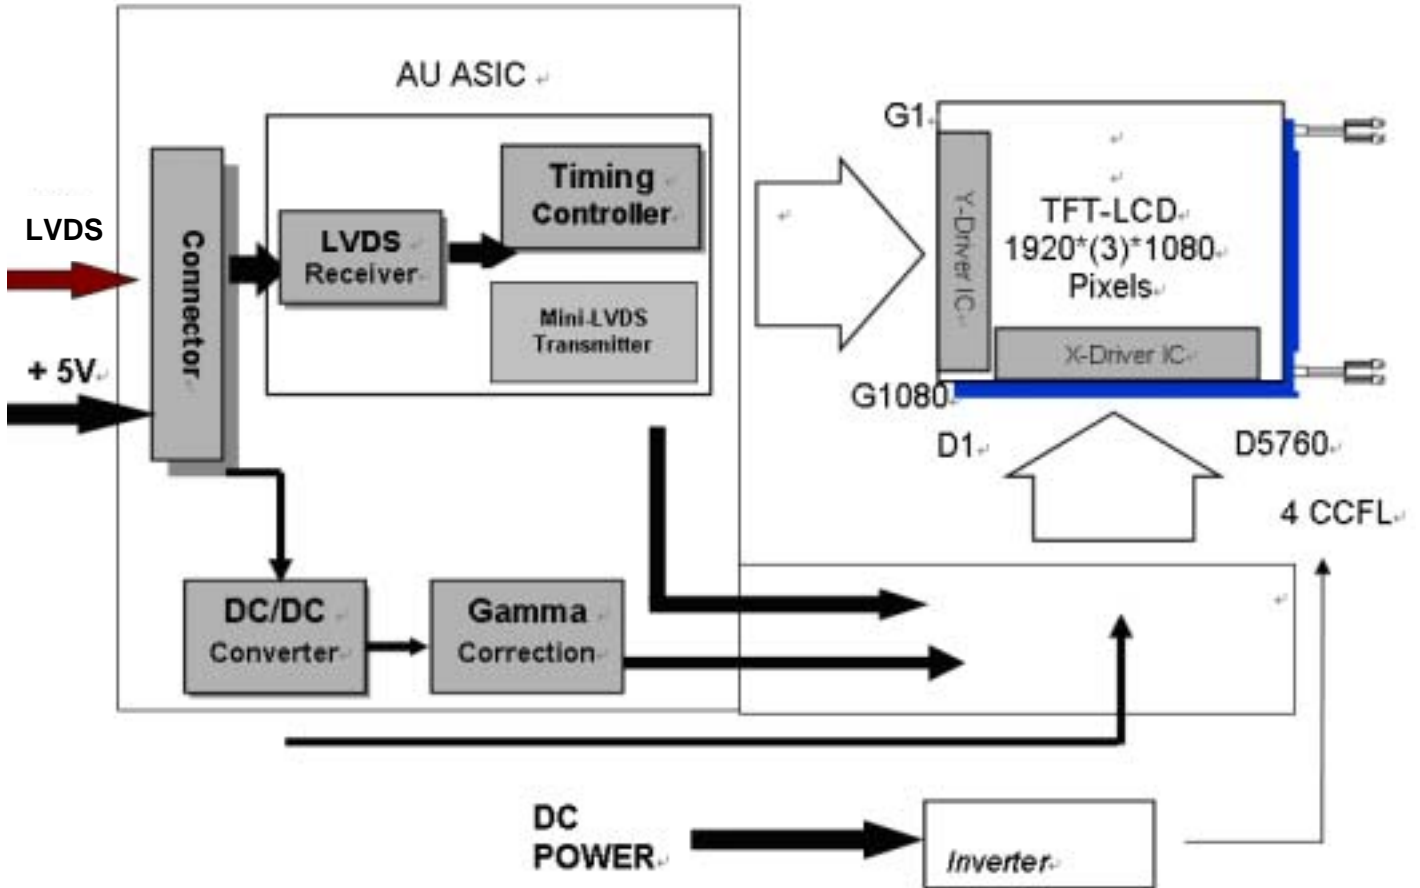 AU ASIC
G1
LVDS
Connector
LVDS
Receiver
Timing
Controller
Mini-LVDS
Transmitter
+ 5V
Y-Driver IC
TFT-LCD
1920*(3)*1080
Pixels
X-Driver IC
G1080
D1
D5760
4 CCFL
DC/DC
Converter
Gamma
Correction
DC
POWER
Inverter